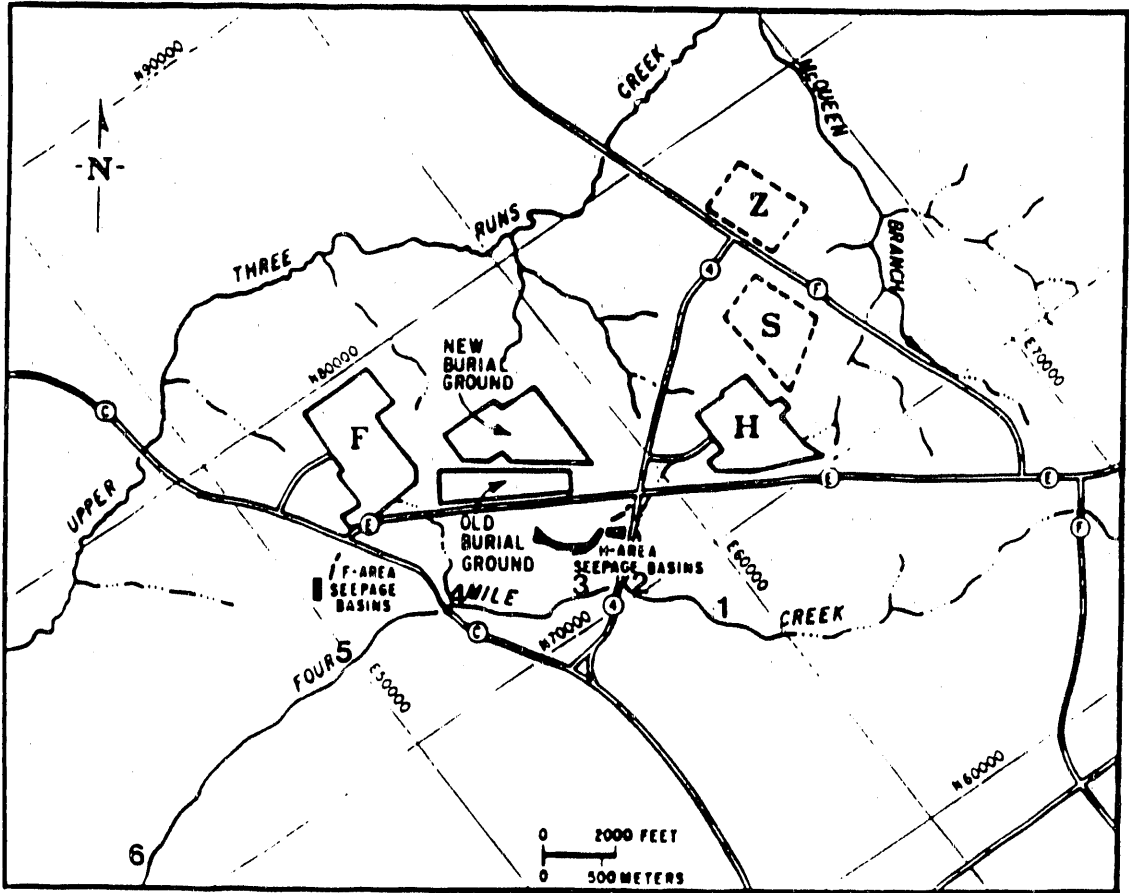 N90000
CREEK
McQUEEN
-N-
Z
RUNS
THREE
BRANCH
4
F
S
E70000
NEW
BURIAL
GROUND
N80000
C
F
H
E
E
UPPER
E
OLD
BURIAL
GROUND
F
H-AREA
SEEPAGE BASINS
E60000
F-AREA
SEEPAGE
BASINS
4 MILE
3
2
1
CREEK
4
C
N70000
FOUR
5
E50000
N60000
6
0 2000 FEET
0 500 METERS